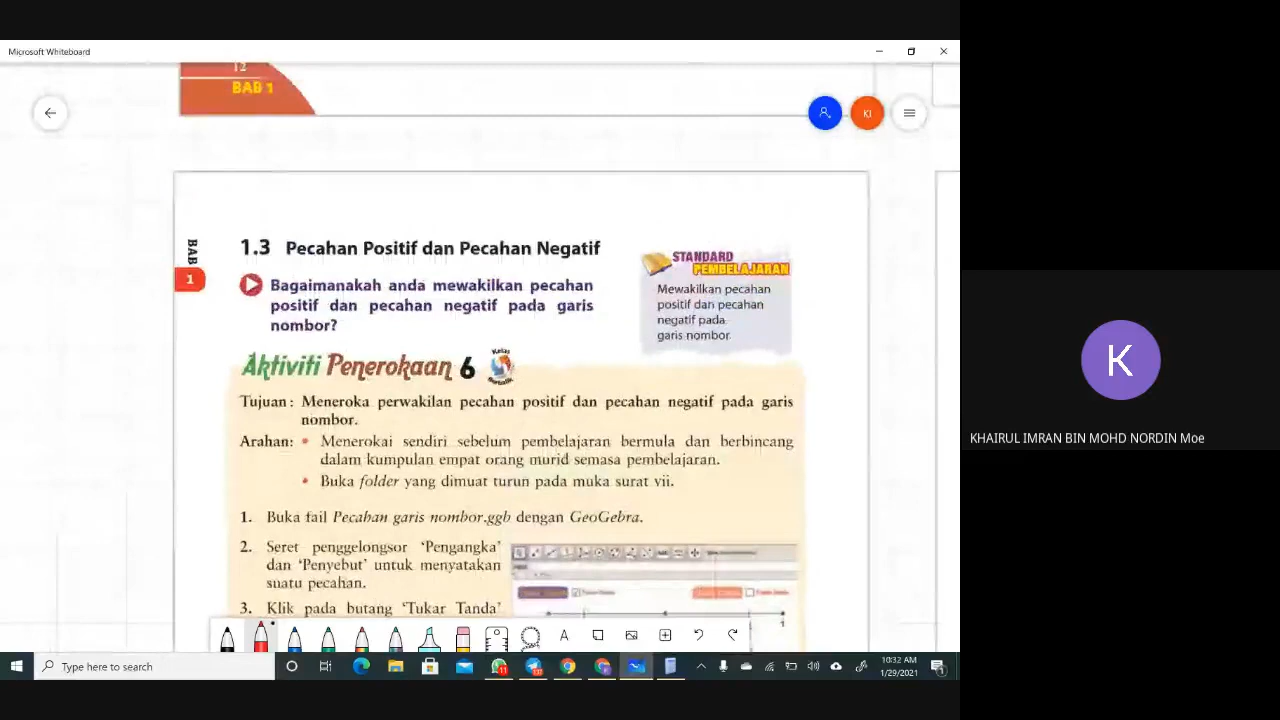 Microsoft Whiteboard
12
BAB 1
KI
BAB
1
1.3 Pecahan Positif dan Pecahan Negatif
Bagaimanakah anda mewakilkan pecahan
positif dan pecahan negatif pada garis
nombor?
STANDARD
PEMBELAJARAN
Mewakilkan pecahan
positif dan pecahan
negatif pada
garis nombor.
Aktiviti Penerokaan 6
Kelas
Berbalik
Tujuan : Meneroka perwakilan pecahan positif dan pecahan negatif pada garis
nombor.
Arahan: • Menerokai sendiri sebelum pembelajaran bermula dan berbincang
dalam kumpulan empat orang murid semasa pembelajaran.
• Buka folder yang dimuat turun pada muka surat vii.
1. Buka fail Pecahan garis nombor.ggb dengan GeoGebra.
2. Seret penggelongsor ‘Pengangka’
dan ‘Penyebut’ untuk menyatakan
suatu pecahan.
3. Klik pada butang ‘Tukar Tanda’
K
KHAIRUL IMRAN BIN MOHD NORDIN Moe
Type here to search
10:32 AM
1/29/2021